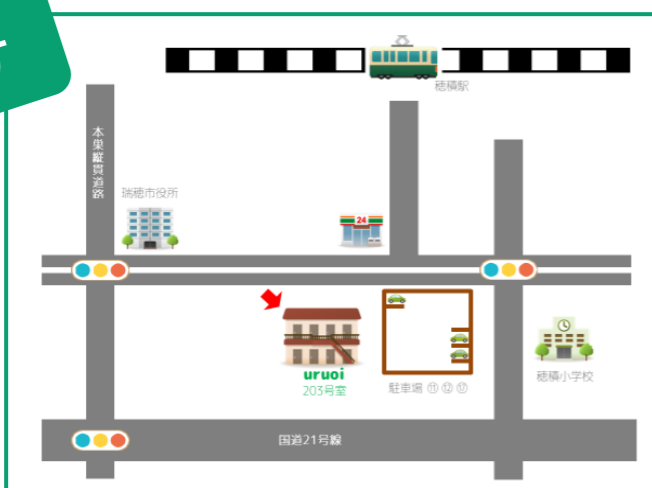 穂積駅
本巣縦貫道路
瑞穂市役所
24
uruoi
203号室
駐車場 ⑪ ⑫ ⑰
穂積小学校
国道21号線